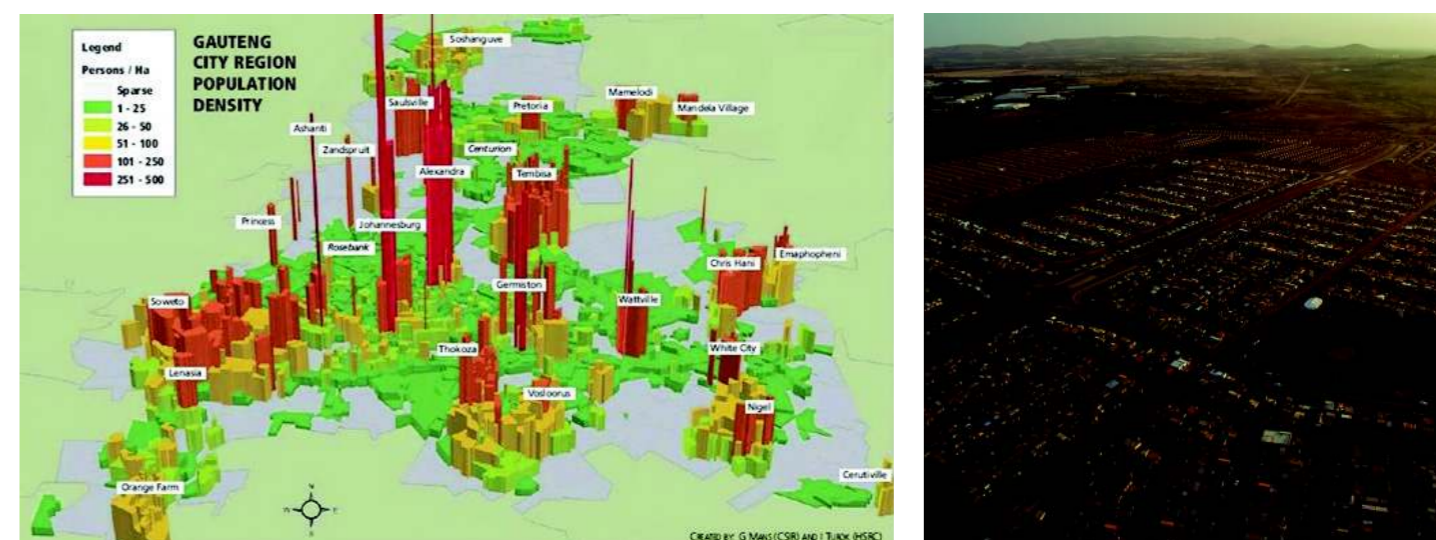 Legend
Persons / Ha
Sparse
1 - 25
26 - 50
51 - 100
101 - 250
251 - 500
GAUTENG
CITY REGION
POPULATION
DENSITY
Soshanguve
Saulsville
Pretoria
Mamelodi
Mandela Village
Ashanti
Zandspruit
Centurion
Alexandra
Tembisa
Princess
Johannesburg
Rosebank
Chris Hani
Emaphopheni
Soweto
Germiston
Wattville
Thokoza
White City
Lenasia
Vosloorus
Nigel
Orange Farm
Cerutiville
N
W
E
S
CREATED BY: G MANS (CSIR) AND I TUROK (HSRC)